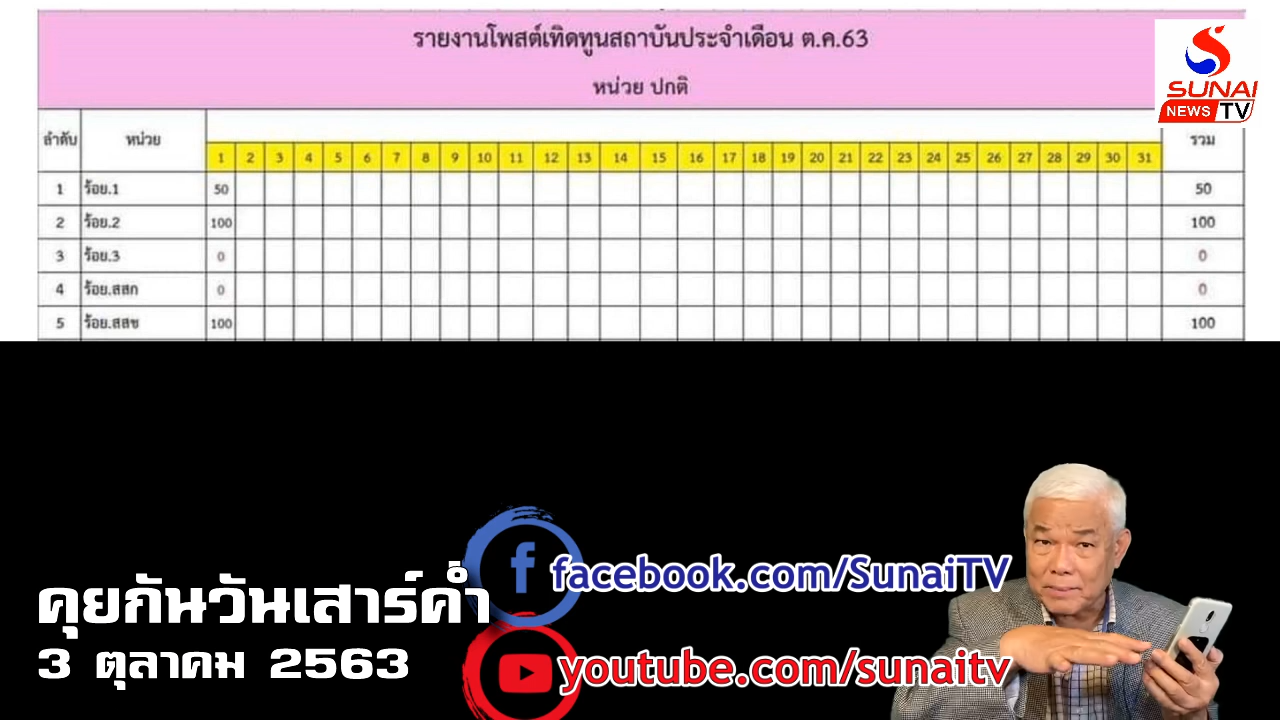 รายงานโพสต์เทิดทูนสถาบันประจำเดือน ต.ค.63
หน่วย ปกติ
SUNAI
NEWS TV
ลำดับ หน่วย รวม
1 2 3 4 5 6 7 8 9 10 11 12 13 14 15 16 17 18 19 20 21 22 23 24 25 26 27 28 29 30 31
1 ร้อย.1 50 50
2 ร้อย.2 100 100
3 ร้อย.3 0 0
4 ร้อย.สสก 0 0
5 ร้อย.สสข 100 100
facebook.com/SunaiTV
คุยกันวันเสาร์ค่ำ
3 ตุลาคม 2563
youtube.com/sunaitv